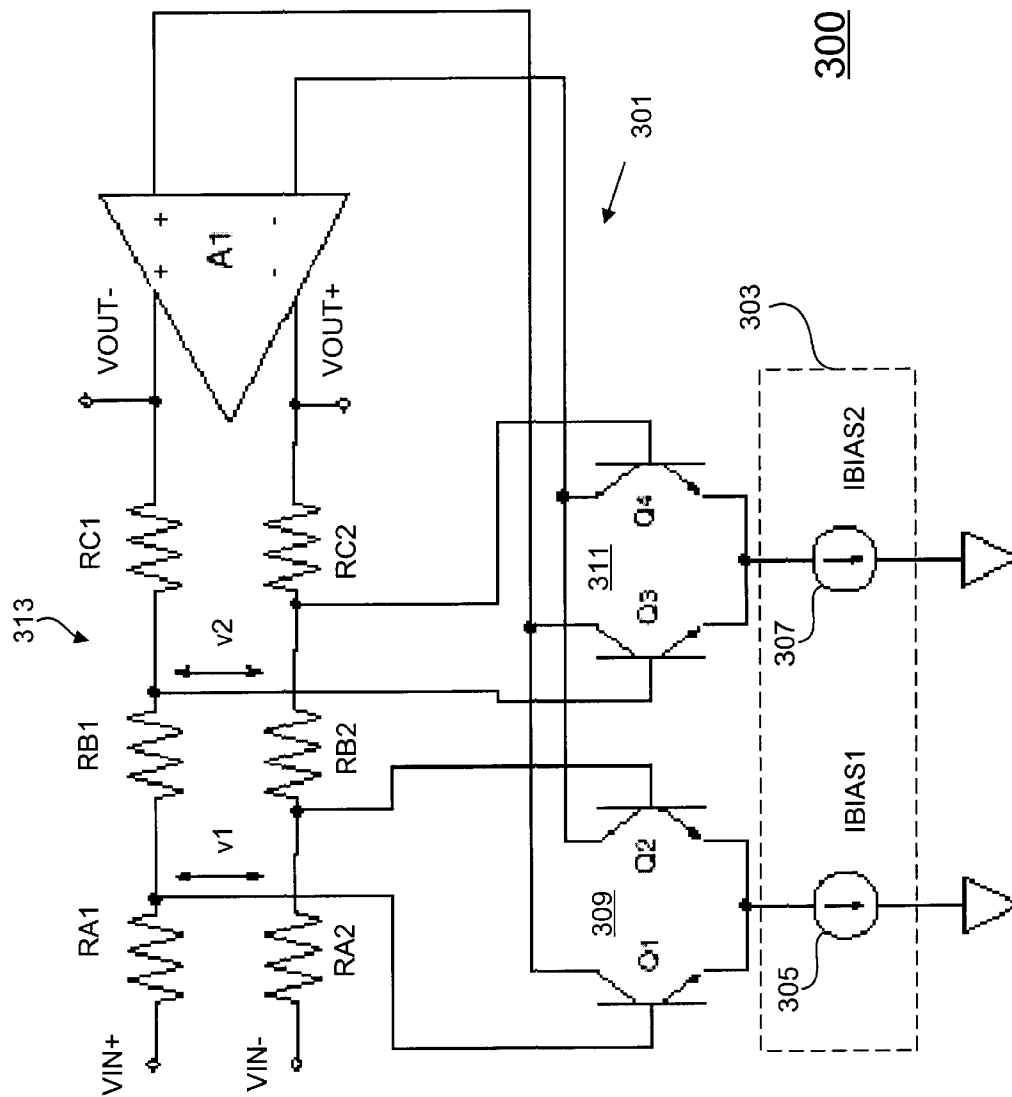 313
RA1
RB1
RC1
VOUT-
VIN+
v1
v2
+ +
A1
- -
VIN-
RA2
RB2
RC2
VOUT+
301
309
311
Q1
Q2
Q3
Q4
303
305
IBIAS1
307
IBIAS2
300